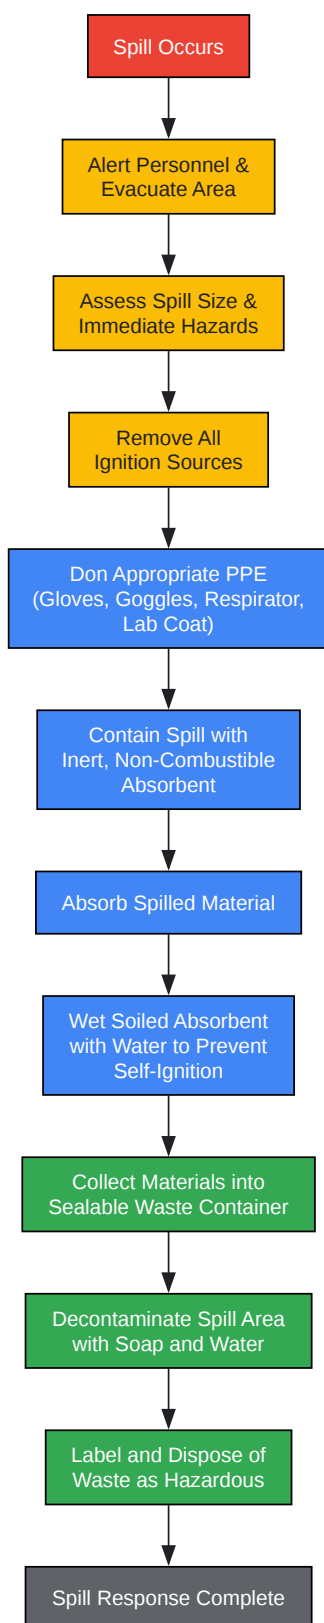 Spill Occurs
Alert Personnel &
Evacuate Area
Assess Spill Size &
Immediate Hazards
Remove All
Ignition Sources
Don Appropriate PPE
(Gloves, Goggles, Respirator,
Lab Coat)
Contain Spill with
Inert, Non-Combustible
Absorbent
Absorb Spilled Material
Wet Soiled Absorbent
with Water to Prevent
Self-Ignition
Collect Materials into
Sealable Waste Container
Decontaminate Spill Area
with Soap and Water
Label and Dispose of
Waste as Hazardous
Spill Response Complete